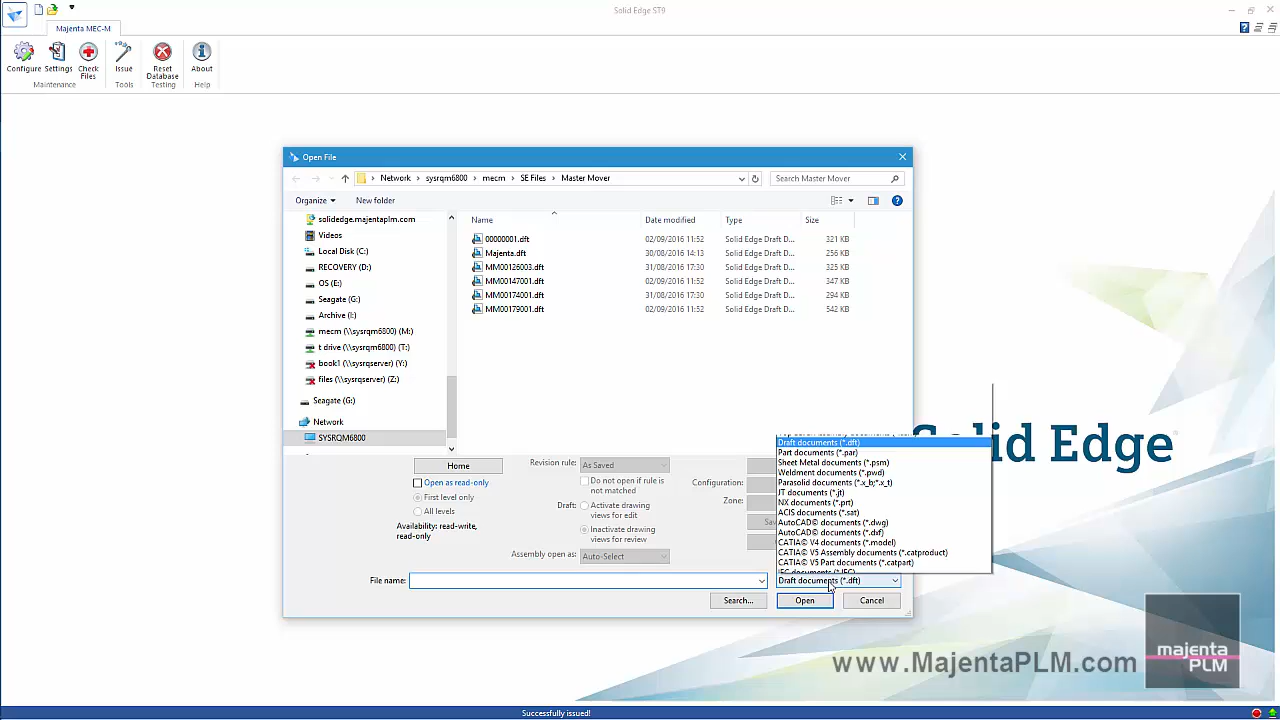 Solid Edge ST9
Majenta MEC-M
Configure Settings Check Files Issue Reset Database About
Maintenance Tools Testing Help
Open File
Network sysrqm6800 mecm SE Files Master Mover
Search Master Mover
Organize New folder
solidedge.majentaplm.com
Videos
Local Disk (C:)
RECOVERY (D:)
OS (E:)
Seagate (G:)
Archive (I:)
mecm (\\sysrqm6800) (M:)
t drive (\\sysrqm6800) (T:)
book1 (\\sysrqserver) (Y:)
files (\\sysrqserver) (Z:)
Seagate (G:)
Network
SYSRQM6800
Name Date modified Type Size
00000001.dft 02/09/2016 11:52 Solid Edge Draft D... 321 KB
Majenta.dft 30/08/2016 14:13 Solid Edge Draft D... 256 KB
MM00126003.dft 31/08/2016 17:30 Solid Edge Draft D... 325 KB
MM00147001.dft 02/09/2016 11:52 Solid Edge Draft D... 347 KB
MM00174001.dft 31/08/2016 17:30 Solid Edge Draft D... 294 KB
MM00179001.dft 02/09/2016 11:52 Solid Edge Draft D... 542 KB
Home
Open as read-only
First level only
All levels
Availability: read-write,
read-only
Revision rule: As Saved
Do not open if rule is
not matched
Draft: Activate drawing
views for edit
Inactivate drawing
views for review
Assembly open as: Auto-Select
Configuration:
Zone:
Draft documents (*.dft)
Part documents (*.par)
Sheet Metal documents (*.psm)
Weldment documents (*.pwd)
Parasolid documents (*.x_b;*.x_t)
JT documents (*.jt)
NX documents (*.prt)
ACIS documents (*.sat)
AutoCAD© documents (*.dwg)
AutoCAD© documents (*.dxf)
CATIA© V4 documents (*.model)
CATIA© V5 Assembly documents (*.catproduct)
CATIA© V5 Part documents (*.catpart)
IFC documents (*.IFC)
File name: Draft documents (*.dft)
Search... Open Cancel
Solid Edge
www.MajentaPLM.com
majenta
PLM
Successfully issued!